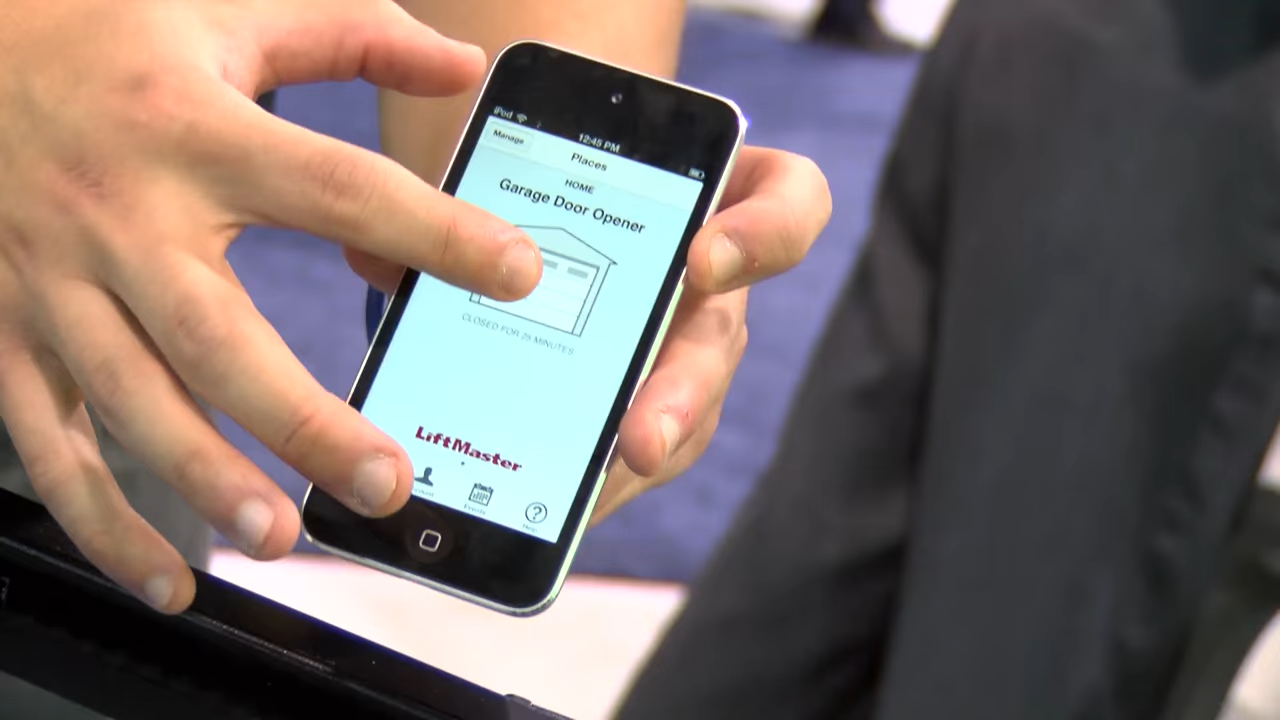 iPod
12:45 PM
Manage
Places
HOME
Garage Door Opener
CLOSED FOR 25 MINUTES
LiftMaster
Events
Help